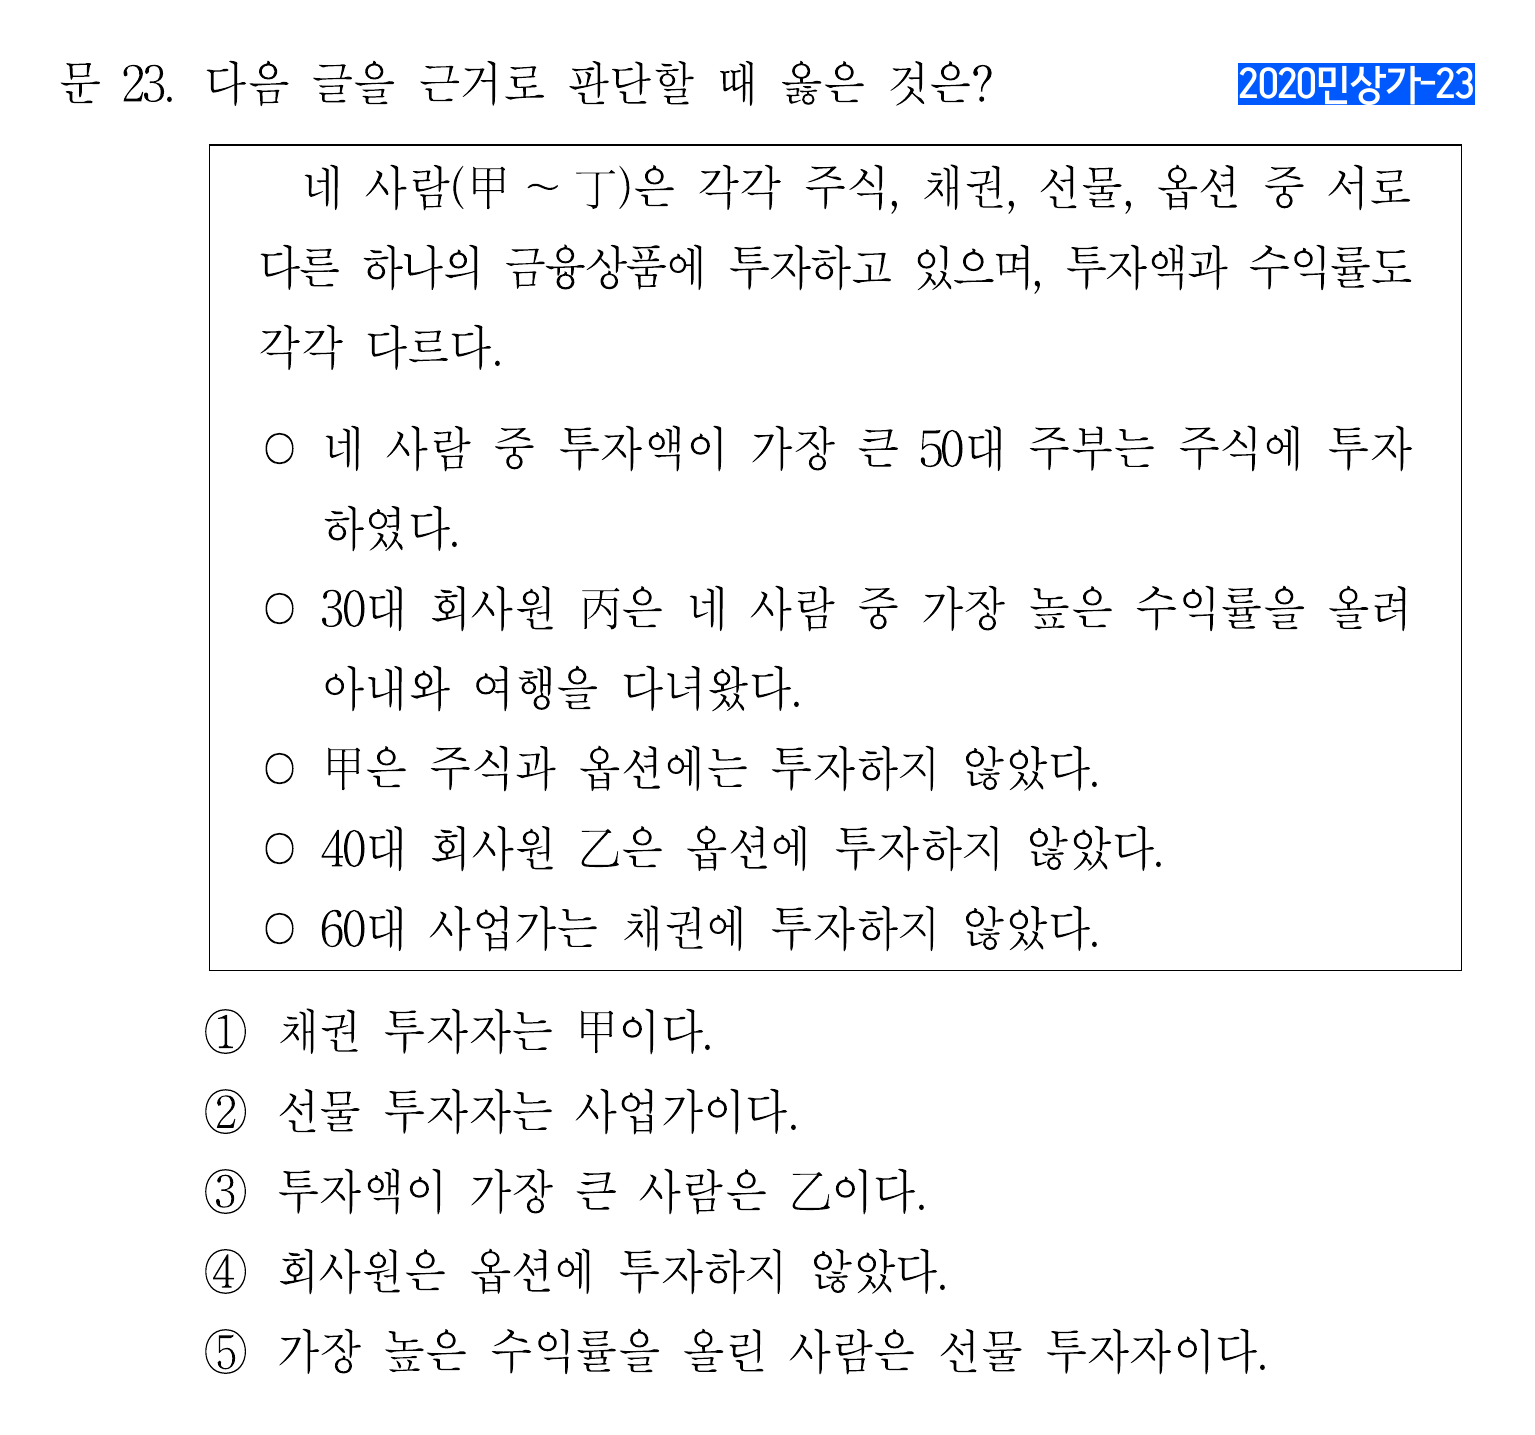 문 23. 다음 글을 근거로 판단할 때 옳은 것은?
2020민상가-23
네 사람(甲 ~ 丁)은 각각 주식, 채권, 선물, 옵션 중 서로
다른 하나의 금융상품에 투자하고 있으며, 투자액과 수익률도
각각 다르다.
○ 네 사람 중 투자액이 가장 큰 50대 주부는 주식에 투자
하였다.
○ 30대 회사원 丙은 네 사람 중 가장 높은 수익률을 올려
아내와 여행을 다녀왔다.
○ 甲은 주식과 옵션에는 투자하지 않았다.
○ 40대 회사원 乙은 옵션에 투자하지 않았다.
○ 60대 사업가는 채권에 투자하지 않았다.
① 채권 투자자는 甲이다.
② 선물 투자자는 사업가이다.
③ 투자액이 가장 큰 사람은 乙이다.
④ 회사원은 옵션에 투자하지 않았다.
⑤ 가장 높은 수익률을 올린 사람은 선물 투자자이다.